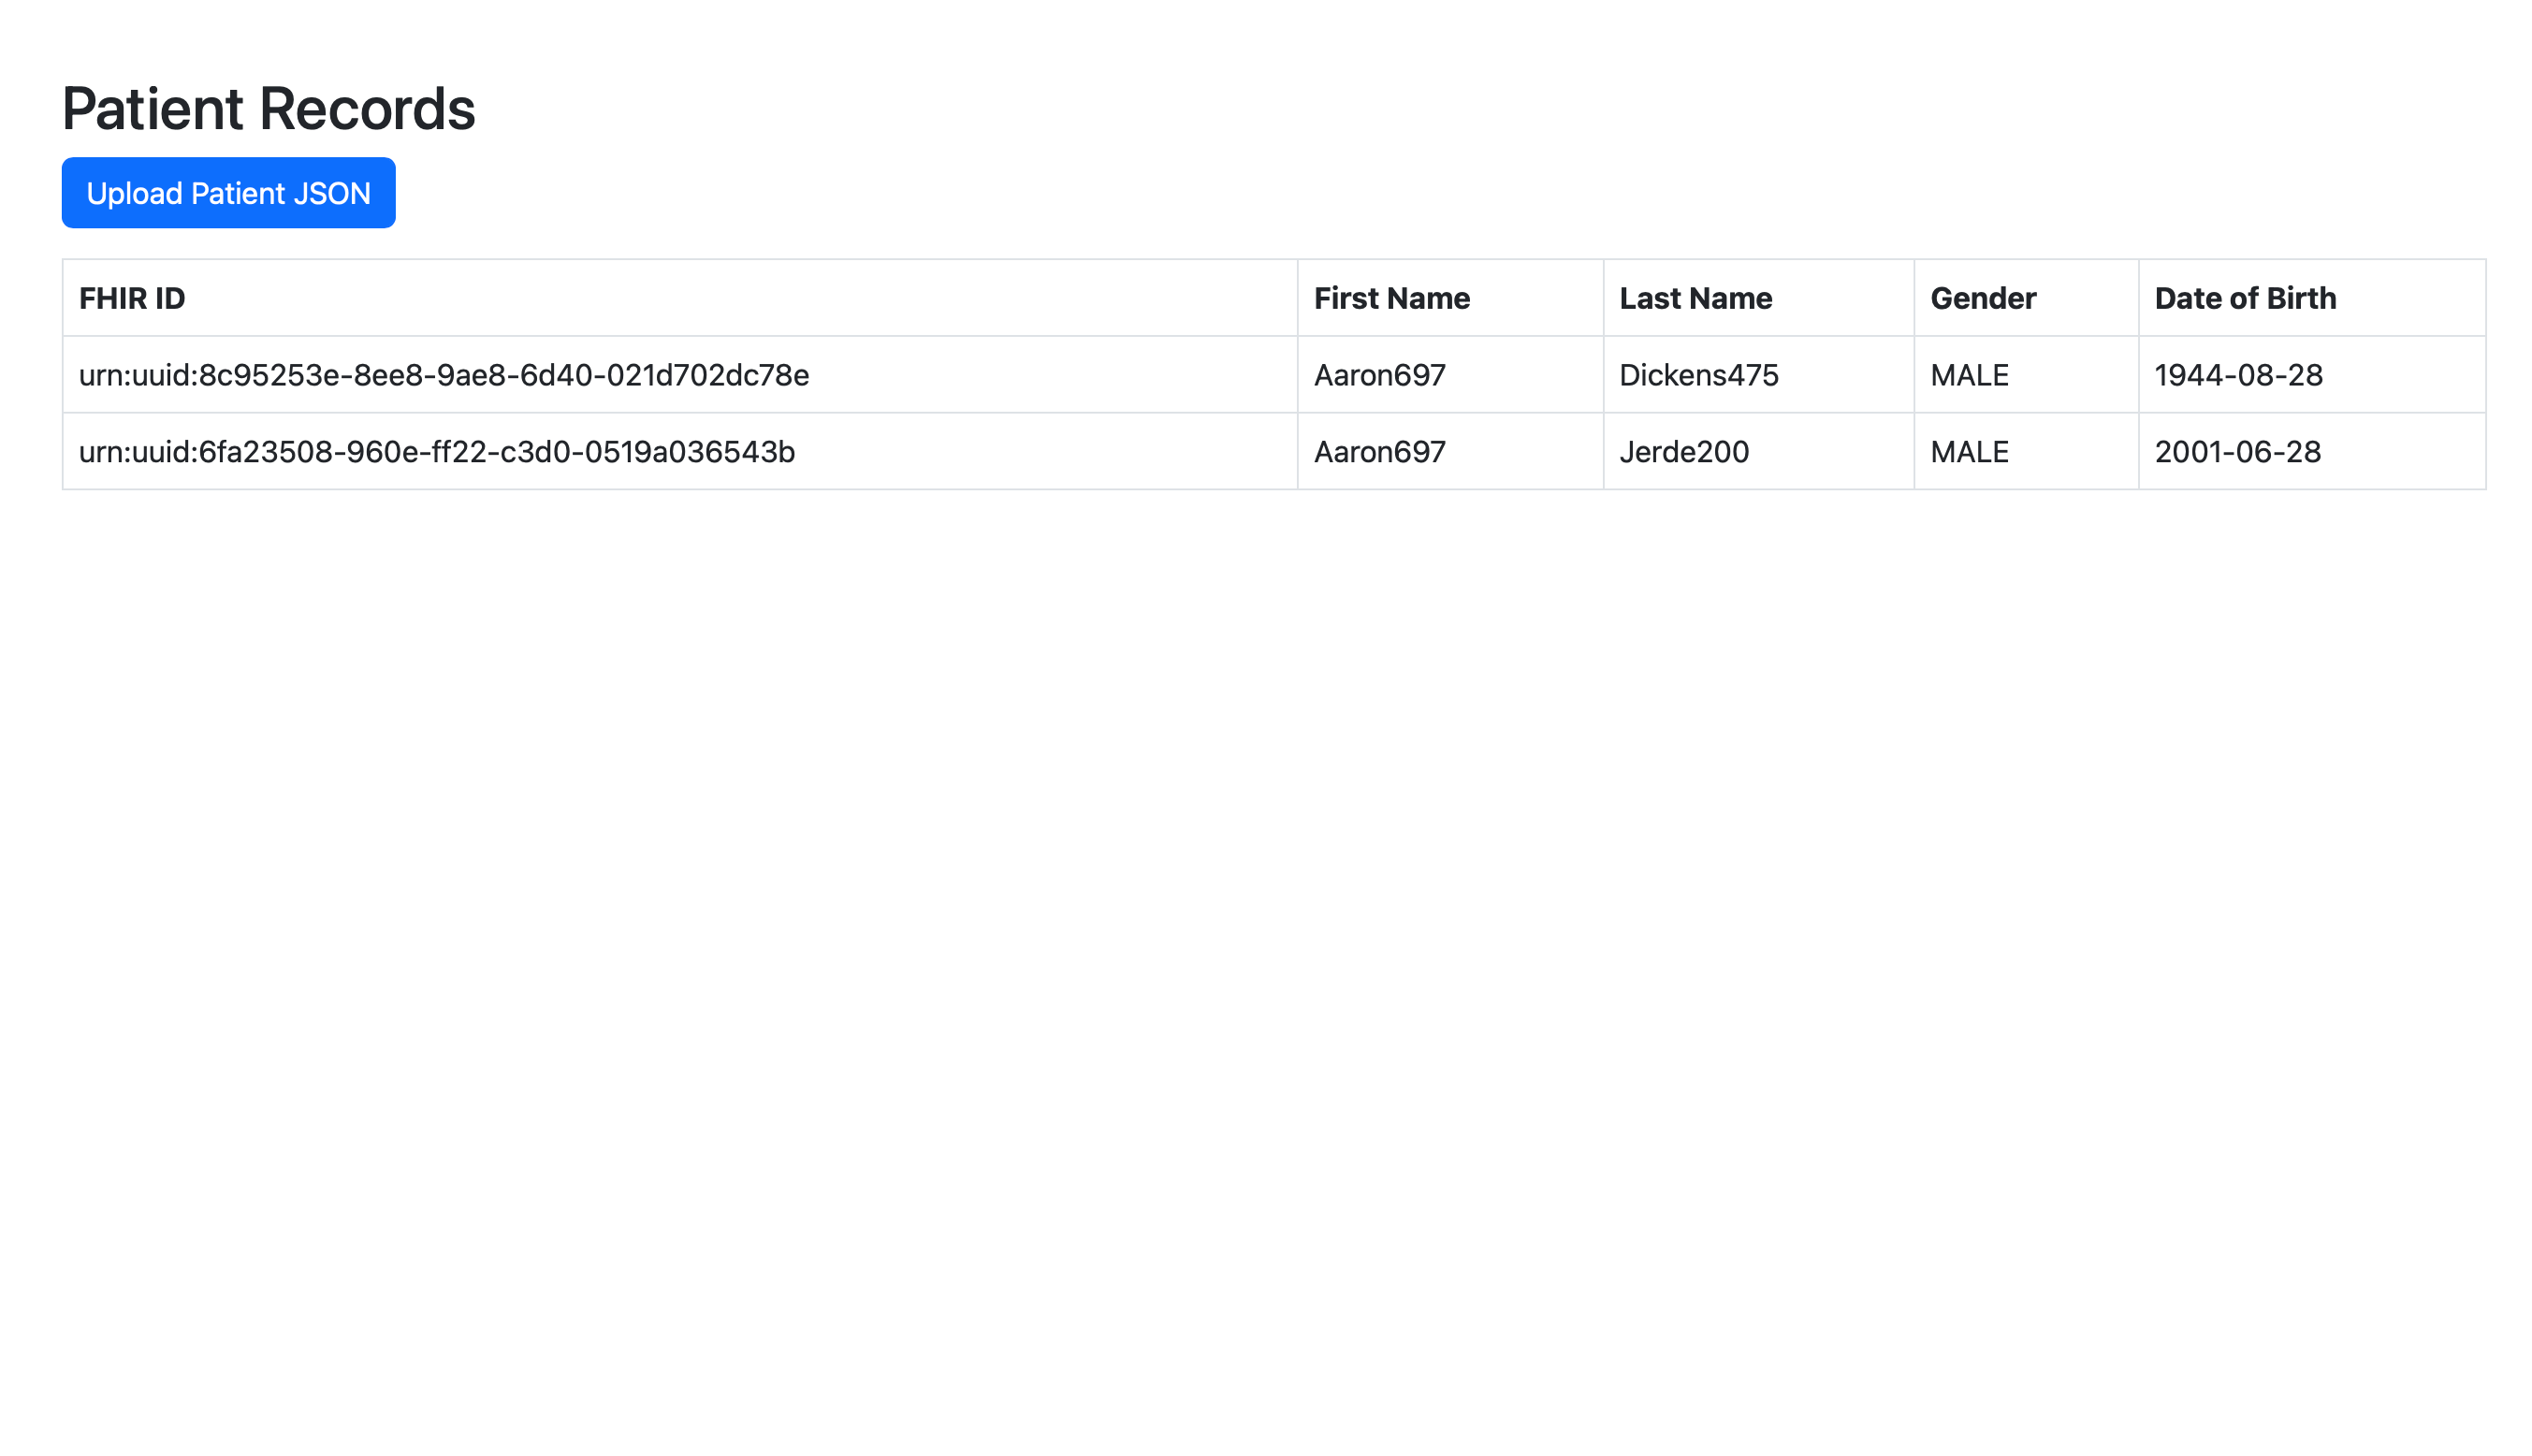 Patient Records
Upload Patient JSON
FHIR ID First Name Last Name Gender Date of Birth
urn:uuid:8c95253e-8ee8-9ae8-6d40-021d702dc78e Aaron697 Dickens475 MALE 1944-08-28
urn:uuid:6fa23508-960e-ff22-c3d0-0519a036543b Aaron697 Jerde200 MALE 2001-06-28